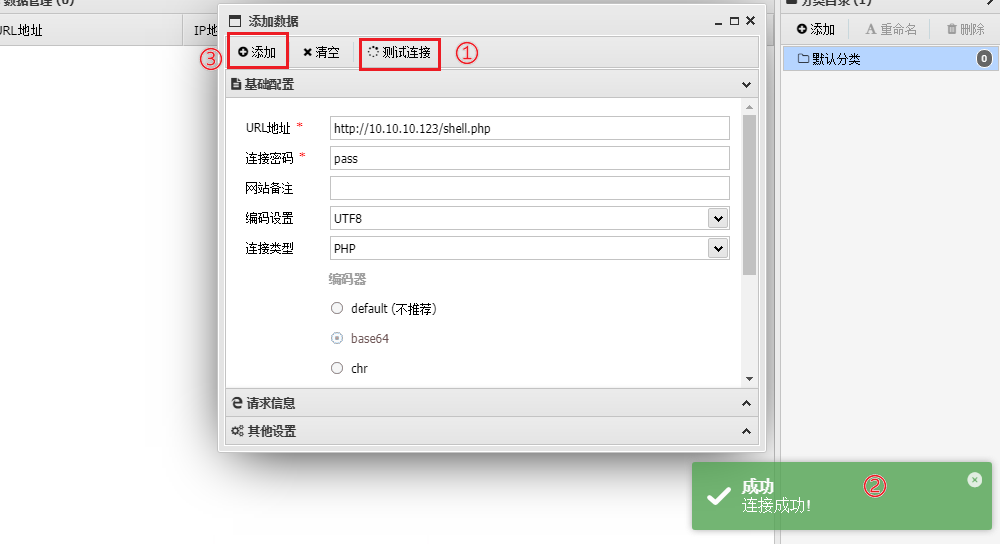 数据管理 (0)
URL地址
IP地
添加数据
添加
清空
测试连接
③
①
基础配置
URL地址 *
http://10.10.10.123/shell.php
连接密码 *
pass
网站备注
编码设置
UTF8
连接类型
PHP
编码器
default (不推荐)
base64
chr
请求信息
其他设置
分类目录 (1)
添加
重命名
删除
默认分类
0
成功
②
连接成功!